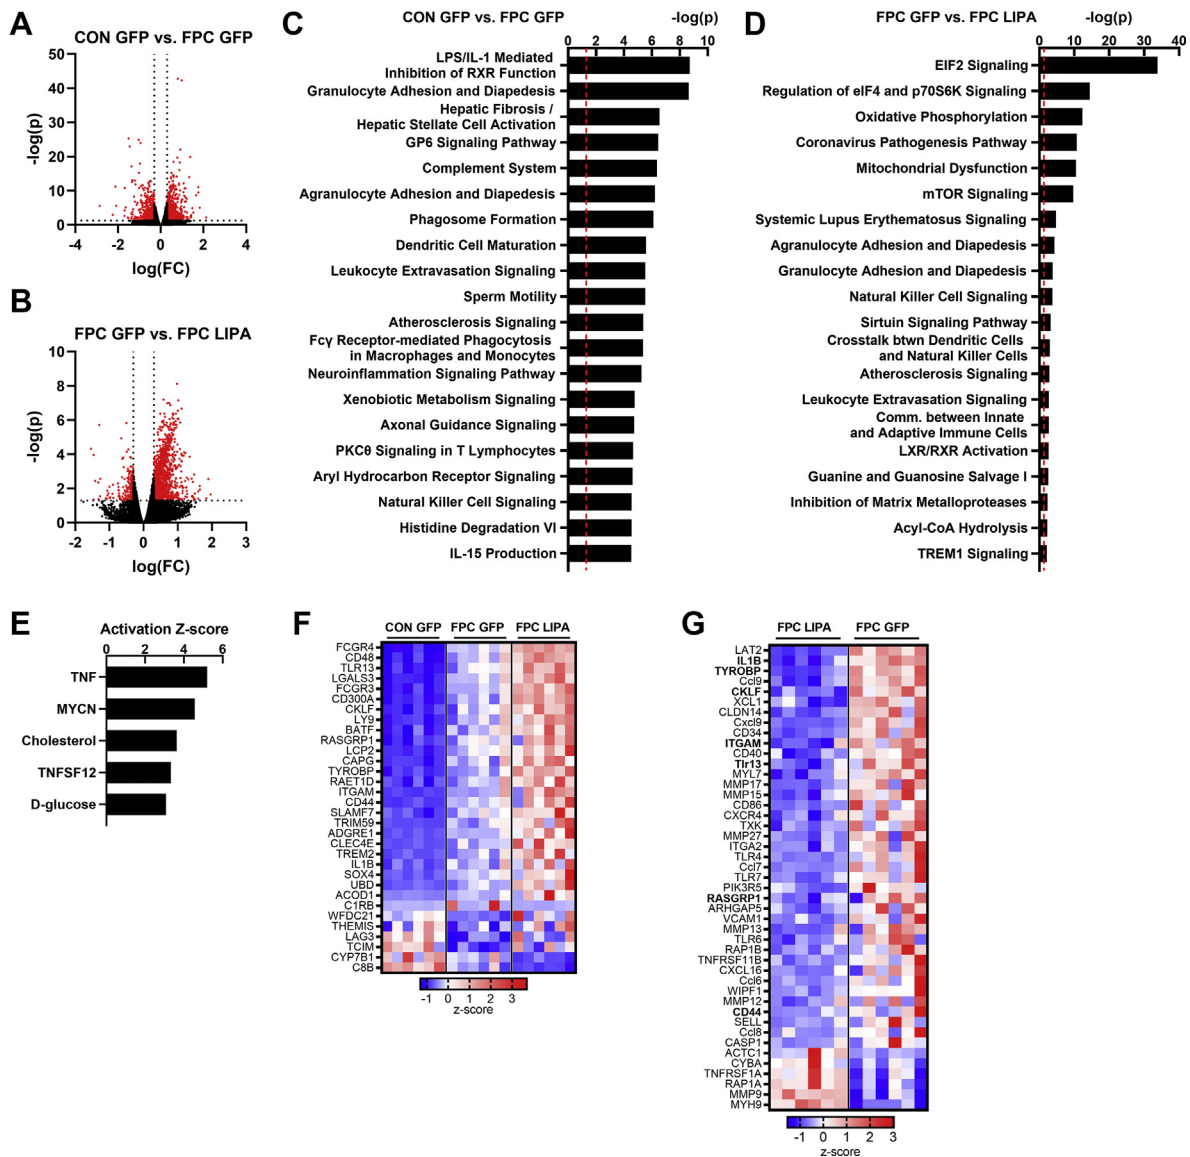 A
CON GFP vs. FPC GFP
50
40
30
20
10
0
-log(p)
-4
-2
0
2
4
log(FC)
B
FPC GFP vs. FPC LIPA
10
8
6
4
2
0
-log(p)
-2
-1
0
1
2
3
log(FC)
C
CON GFP vs. FPC GFP
-log(p)
0
2
4
6
8
10
LPS/IL-1 Mediated
Inhibition of RXR Function
Granulocyte Adhesion and Diapedesis
Hepatic Fibrosis /
Hepatic Stellate Cell Activation
GP6 Signaling Pathway
Complement System
Agranulocyte Adhesion and Diapedesis
Phagosome Formation
Dendritic Cell Maturation
Leukocyte Extravasation Signaling
Sperm Motility
Atherosclerosis Signaling
Fcγ Receptor-mediated Phagocytosis
in Macrophages and Monocytes
Neuroinflammation Signaling Pathway
Xenobiotic Metabolism Signaling
Axonal Guidance Signaling
PKCθ Signaling in T Lymphocytes
Aryl Hydrocarbon Receptor Signaling
Natural Killer Cell Signaling
Histidine Degradation VI
IL-15 Production
D
FPC GFP vs. FPC LIPA
-log(p)
0
10
20
30
40
EIF2 Signaling
Regulation of eIF4 and p70S6K Signaling
Oxidative Phosphorylation
Coronavirus Pathogenesis Pathway
Mitochondrial Dysfunction
mTOR Signaling
Systemic Lupus Erythematosus Signaling
Agranulocyte Adhesion and Diapedesis
Granulocyte Adhesion and Diapedesis
Natural Killer Cell Signaling
Sirtuin Signaling Pathway
Crosstalk btwn Dendritic Cells
and Natural Killer Cells
Atherosclerosis Signaling
Leukocyte Extravasation Signaling
Comm. between Innate
and Adaptive Immune Cells
LXR/RXR Activation
Guanine and Guanosine Salvage I
Inhibition of Matrix Metalloproteases
Acyl-CoA Hydrolysis
TREM1 Signaling
E
Activation Z-score
0
2
4
6
TNF
MYCN
Cholesterol
TNFSF12
D-glucose
F
CON GFP
FPC GFP
FPC LIPA
FCGR4
CD48
TLR13
LGALS3
FCGR3
CD300A
CKLF
LY9
BATF
RASGRP1
LCP2
CAPG
TYROBP
RAET1D
ITGAM
CD44
SLAMF7
TRIM59
ADGRE1
CLEC4E
TREM2
IL1B
SOX4
UBD
ACOD1
C1RB
WFDC21
THEMIS
LAG3
TCIM
CYP7B1
C8B
-1
0
1
2
3
z-score
G
FPC LIPA
FPC GFP
LAT2
IL1B
TYROBP
Ccl9
CKLF
XCL1
CLDN14
Cxcl9
CD34
ITGAM
CD40
Tlr13
MYL7
MMP17
MMP15
CD86
CXCR4
TXK
MMP27
ITGA2
TLR4
Ccl7
TLR7
PIK3R5
RASGRP1
ARHGAP5
VCAM1
MMP13
TLR6
RAP1B
TNFRSF11B
CXCL16
Ccl6
WIPF1
MMP12
CD44
SELL
Ccl8
CASP1
ACTC1
CYBA
TNFRSF1A
RAP1A
MMP9
MYH9
-1
0
1
2
3
z-score